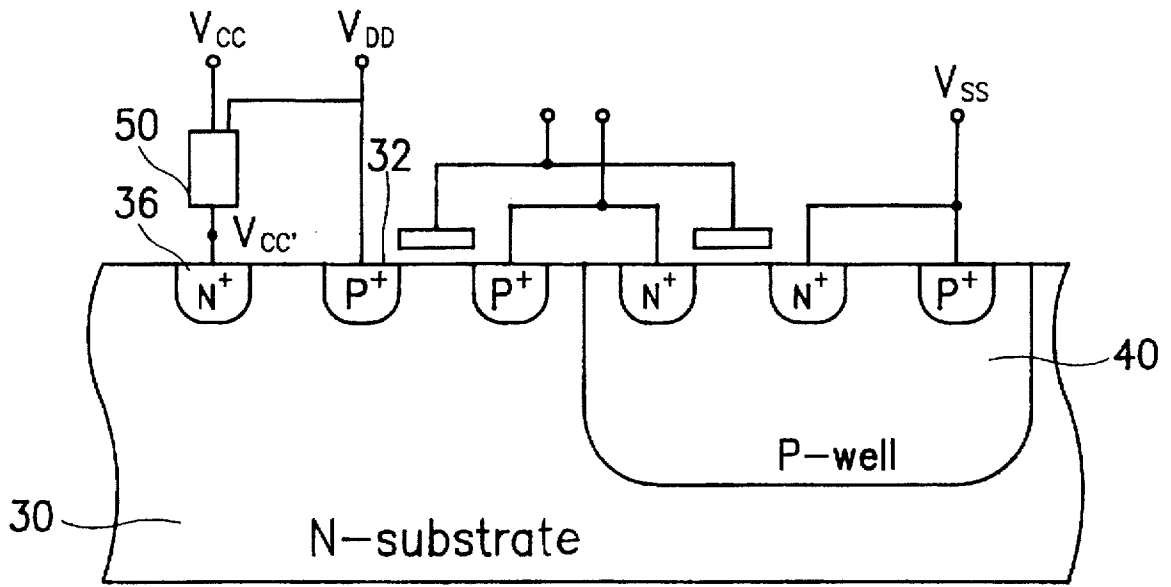 V_CC V_DD
V_SS
50
32
36
V_CC'
N+ P+ P+ N+ N+ P+
40
P-well
30
N-substrate